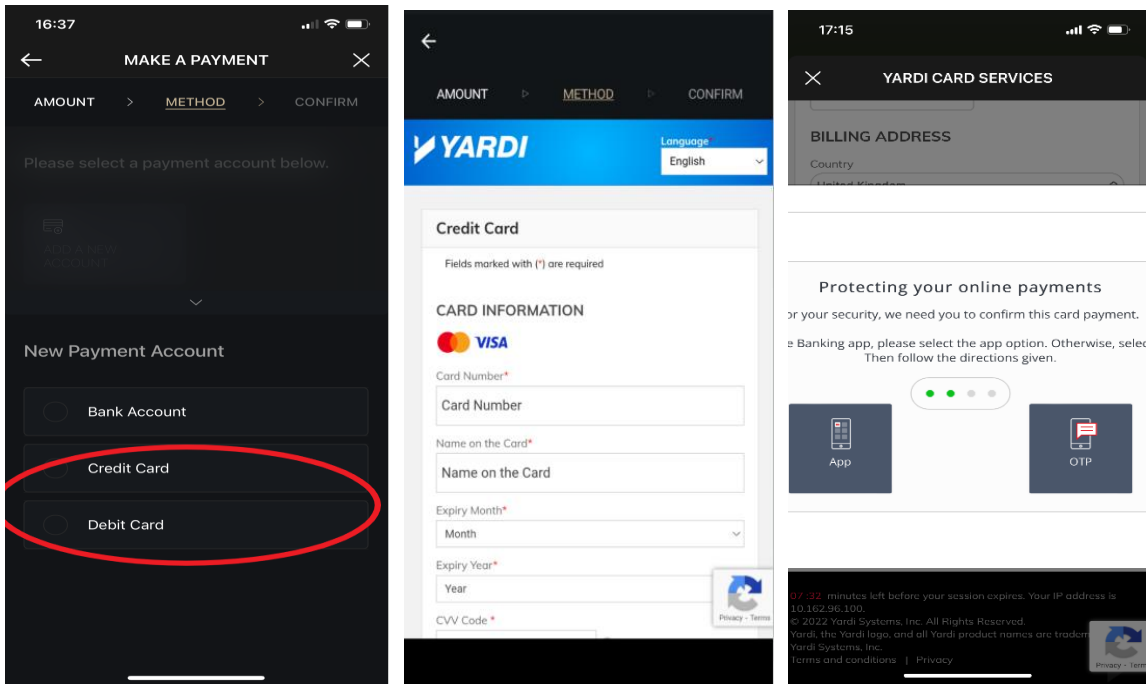 16:37
MAKE A PAYMENT
AMOUNT > METHOD > CONFIRM
Please select a payment account below.
ADD A NEW
ACCOUNT
New Payment Account
Bank Account
Credit Card
Debit Card
AMOUNT METHOD CONFIRM
YARDI
Language*
English
Credit Card
Fields marked with (*) are required
CARD INFORMATION
VISA
Card Number*
Card Number
Name on the Card*
Name on the Card
Expiry Month*
Month
Expiry Year*
Year
CVV Code *
Privacy - Terms
17:15
YARDI CARD SERVICES
BILLING ADDRESS
Country
United Kingdom
Protecting your online payments
or your security, we need you to confirm this card payment.
e Banking app, please select the app option. Otherwise, selec
Then follow the directions given.
App
OTP
07 :32 minutes left before your session expires, Your IP address is
10.162.96.100.
© 2022 Yardi Systems, Inc. All Rights Reserved.
Yardi, the Yardi logo, and all Yardi product names are tradem
Yardi Systems, Inc.
Terms and conditions | Privacy
Privacy - Term